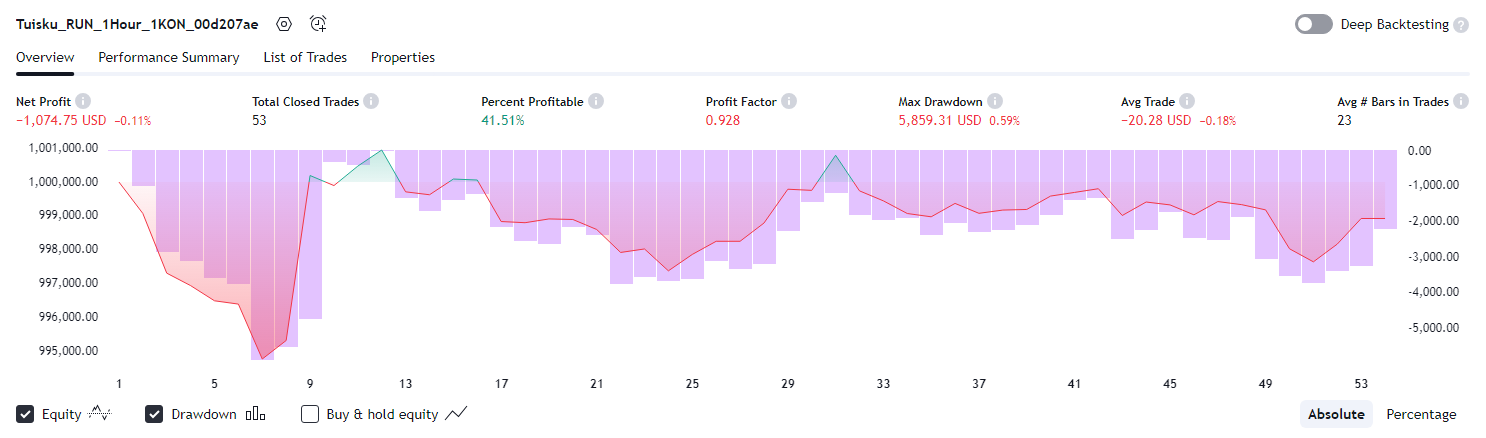 Tuisku_RUN_1Hour_1KON_00d207ae
Deep Backtesting ?
Overview Performance Summary List of Trades Properties
Net Profit i Total Closed Trades i Percent Profitable i Profit Factor i Max Drawdown i Avg Trade i Avg # Bars in Trades i
−1,074.75 USD −0.11% 53 41.51% 0.928 5,859.31 USD 0.59% −20.28 USD −0.18% 23
1,001,000.00 0.00
1,000,000.00 -1,000.00
999,000.00 -2,000.00
998,000.00 -3,000.00
997,000.00 -4,000.00
996,000.00 -5,000.00
995,000.00
1 5 9 13 17 21 25 29 33 37 41 45 49 53
Equity Drawdown Buy & hold equity Absolute Percentage